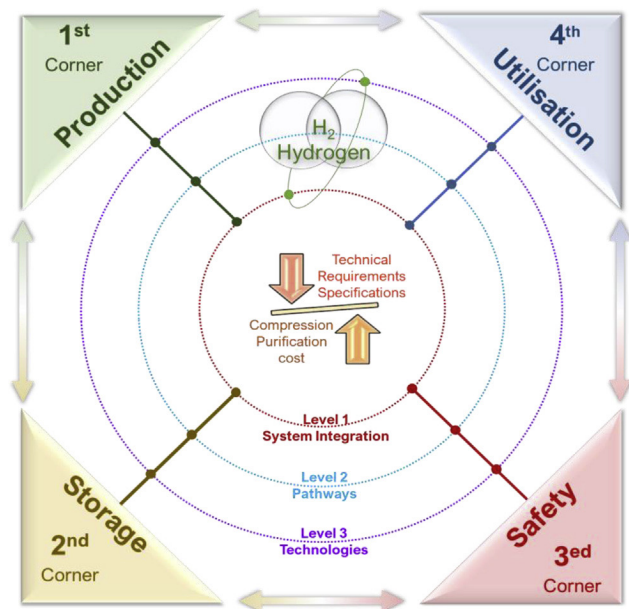 1st
Corner
Production
4th
Corner
Utilisation
H2
Hydrogen
Technical
Requirements
Specifications
Compression
Purification
cost
Level 1
System Integration
Level 2
Pathways
Level 3
Technologies
Storage
2nd
Corner
Safety
3ed
Corner